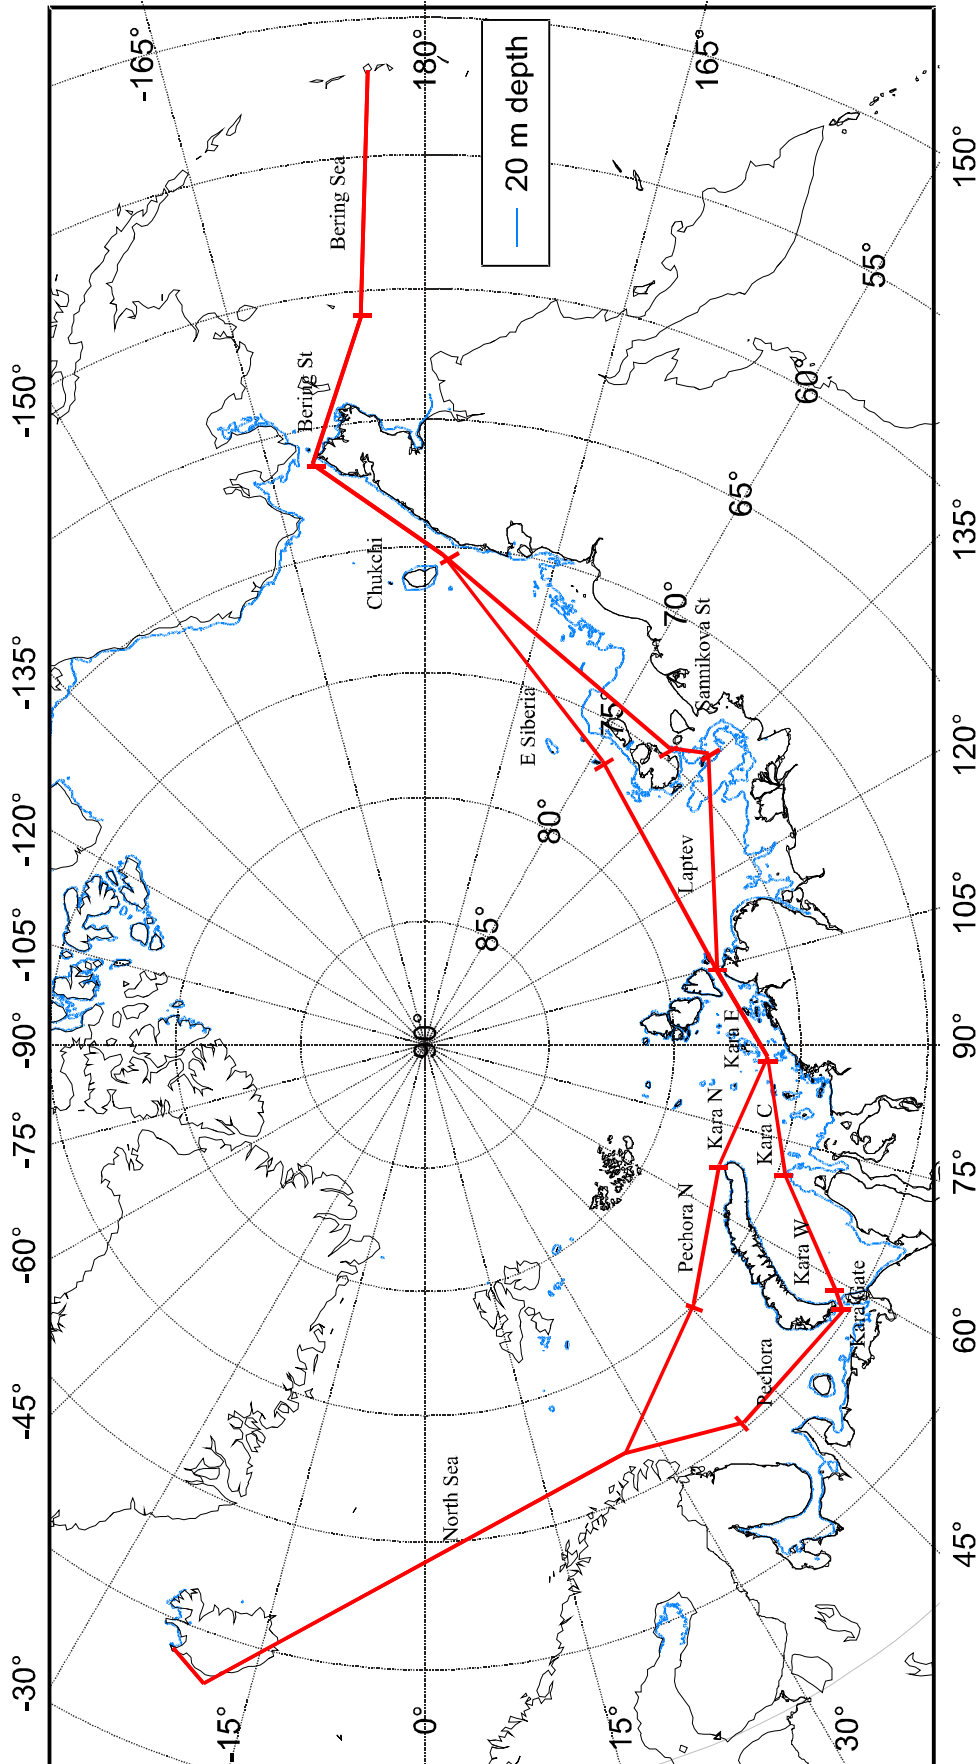 -165°
180°
165°
150°
20 m depth
Bering Sea
55°
-150°
Bering St
60°
65°
135°
Chukchi
70°
Sannikova St
-135°
E Siberia
75°
120°
-120°
80°
Laptev
105°
-105°
85°
-90°
90°
Kara E
90°
-75°
Kara N
Kara C
75°
-60°
Pechora N
Kara W
Kara Gate
60°
-45°
Pechora
North Sea
45°
-30°
-15°
0°
15°
30°